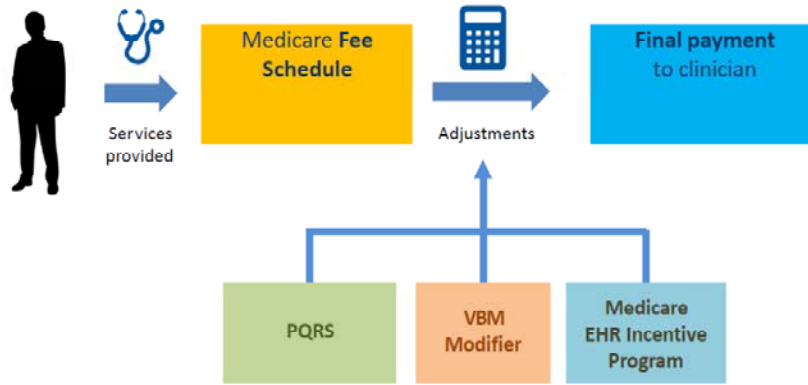 Medicare Fee
Schedule
Final payment
to clinician
Services
provided
Adjustments
PQRS
VBM
Modifier
Medicare
EHR Incentive
Program